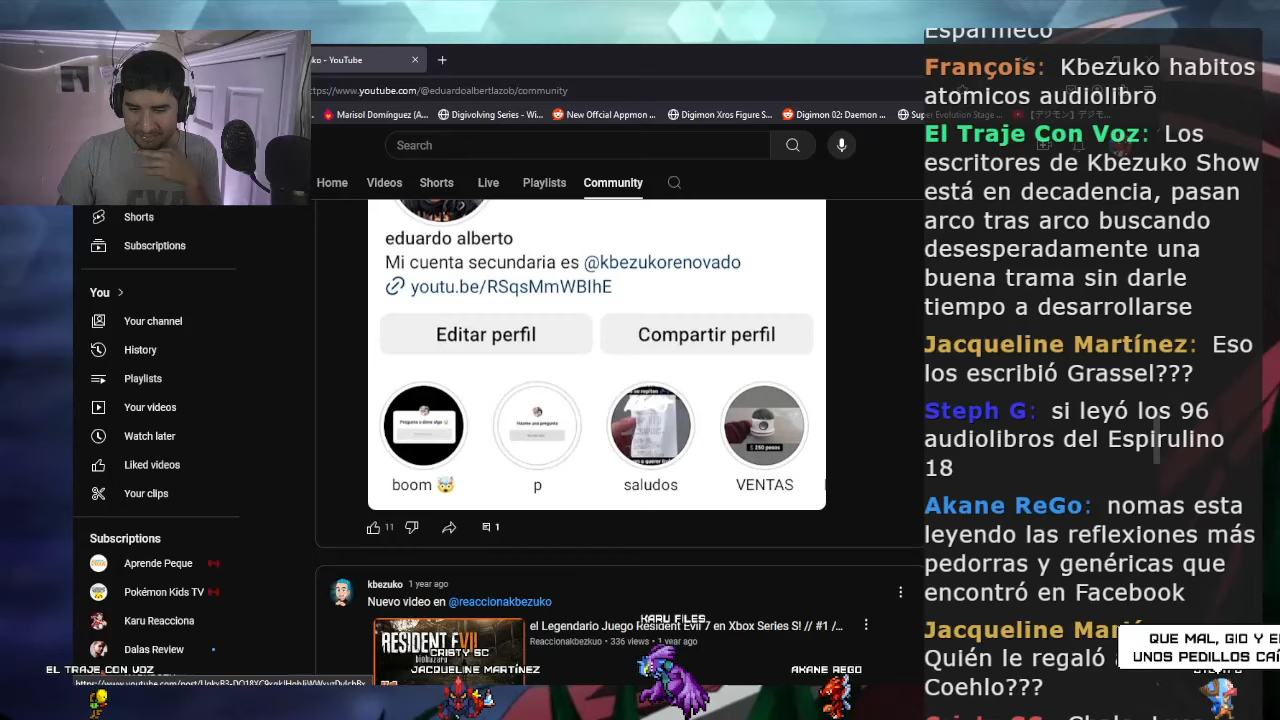 ko - YouTube
https://www.youtube.com/@eduardoalbertlazob/community
Marisol Domínguez (A...
Digivolving Series - Wi...
New Offcial Appmon ...
Digimon Xros Figure S...
Digimon 02: Daemon ...
Super Evolution Stage ...
Search
Home
Videos
Shorts
Live
Playlists
Community
Shorts
Subscriptions
You
Your channel
History
Playlists
Your videos
Watch later
Liked videos
Your clips
Subscriptions
Aprende Peque
Pokémon Kids TV
Karu Reacciona
Dalas Review
eduardo alberto
Mi cuenta secundaria es @kbezukorenovado
youtu.be/RSqsMmWBIhE
Editar perfil
Compartir perfil
boom 🤯
p
saludos
VENTAS
11
1
kbezuko 1 year ago
Nuevo video en @reaccionakbezuko
RESIDENT EVIL
biohazard
el Legendario Juego Resident Evil 7 en Xbox Series S! // #1 /...
Reaccionakbezkuo • 336 views • 1 year ago
Esparmeco
François: Kbezuko habitos
atomicos audiolibro
El Traje Con Voz: Los
escritores de Kbezuko Show
está en decadencia, pasan
arco tras arco buscando
desesperadamente una
buena trama sin darle
tiempo a desarrollarse
Jacqueline Martínez: Eso
los escribió Grassel???
Steph G: si leyó los 96
audiolibros del Espirulino
18
Akane ReGo: nomas esta
leyendo las reflexiones más
pedorras y genéricas que
encontró en Facebook
Jacqueline Martí
Quién le regaló
Coehlo???
QUE MAL, GIO Y E
UNOS PEDILLOS CAÍ
EL TRAJE CON VOZ
CRISTY SC
JACQUELINE MARTÍNEZ
KARU FILES
AKANE REGO